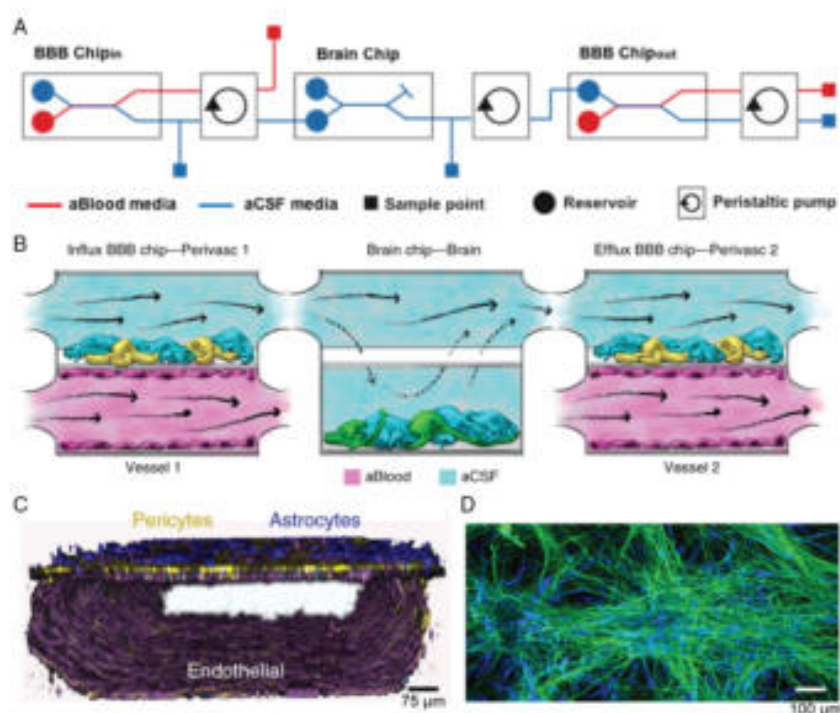 A
BBB Chipin
Brain Chip
BBB Chipout
aBlood media
aCSF media
Sample point
Reservoir
Peristaltic pump
B
Influx BBB chip—Perivasc 1
Brain chip—Brain
Efflux BBB chip—Perivasc 2
Vessel 1
aBlood
aCSF
Vessel 2
C
Pericytes
Astrocytes
Endothelial
75 µm
D
100 µm